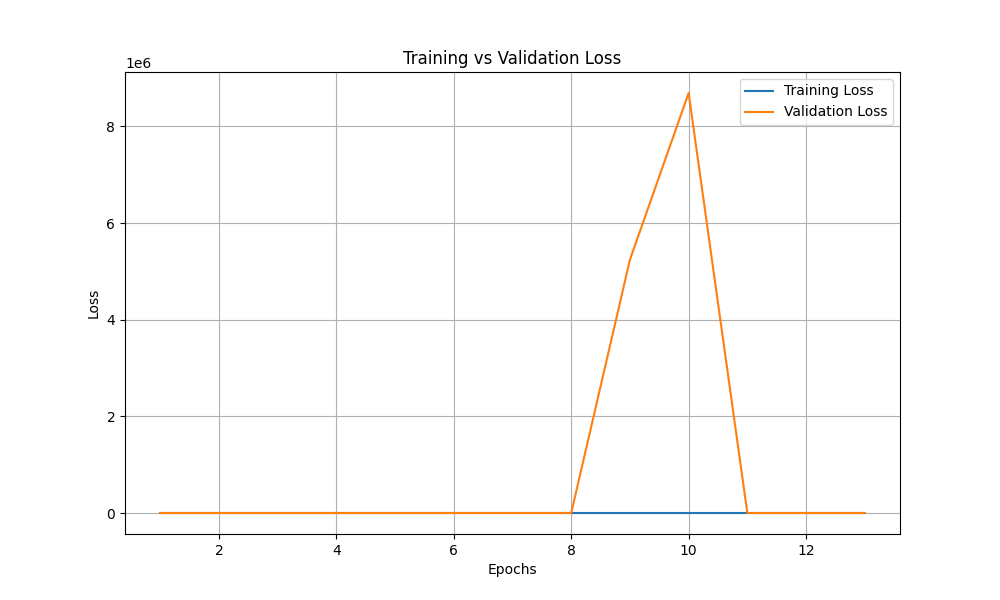 Training vs Validation Loss
1e6
Training Loss
Validation Loss
8
6
4
2
0
Loss
2 4 6 8 10 12
Epochs